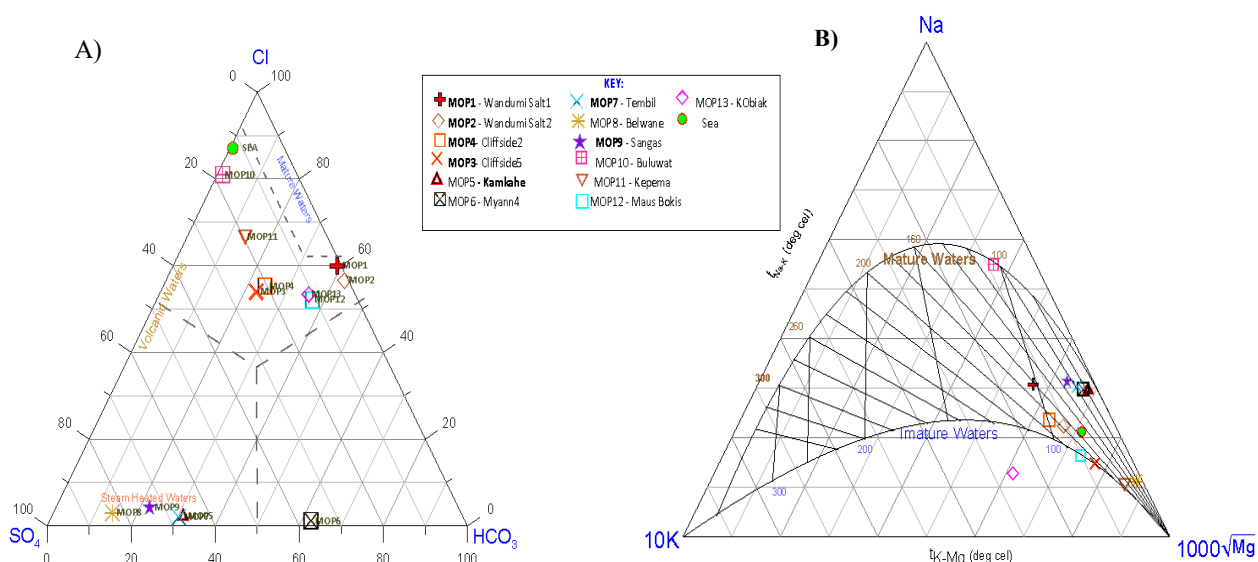 A)
Cl
0 100
SEA
20 80
MOP10
Mature Waters
MOP11
40 60
MOP1
MOP2
MOP4
MOP3
MOP13
MOP12
Volcanic Waters
60 40
80 20
Steam Heated Waters
MOP8
MOP9
MOP5
MOP6
100 0
SO4 HCO3
0 20 40 60 80 100
KEY:
MOP1 - Wandumi Salt1
MOP2 - Wandumi Salt2
MOP4- Cliffside2
MOP3 - Cliffside5
MOP5 - Kamkahe
MOP6 - Myann4
MOP7 - Tembil
MOP8 - Belwane
MOP9 - Sangas
MOP10 - Buluwat
MOP11 - Kepema
MOP12 - Maus Bokis
MOP13 - KObiak
Sea
B)
Na
tNa-K (deg cel)
160
Mature Waters
100
200
260
300
Imature Waters
200
100
300
10K
tK-Mg (deg cel)
1000√Mg